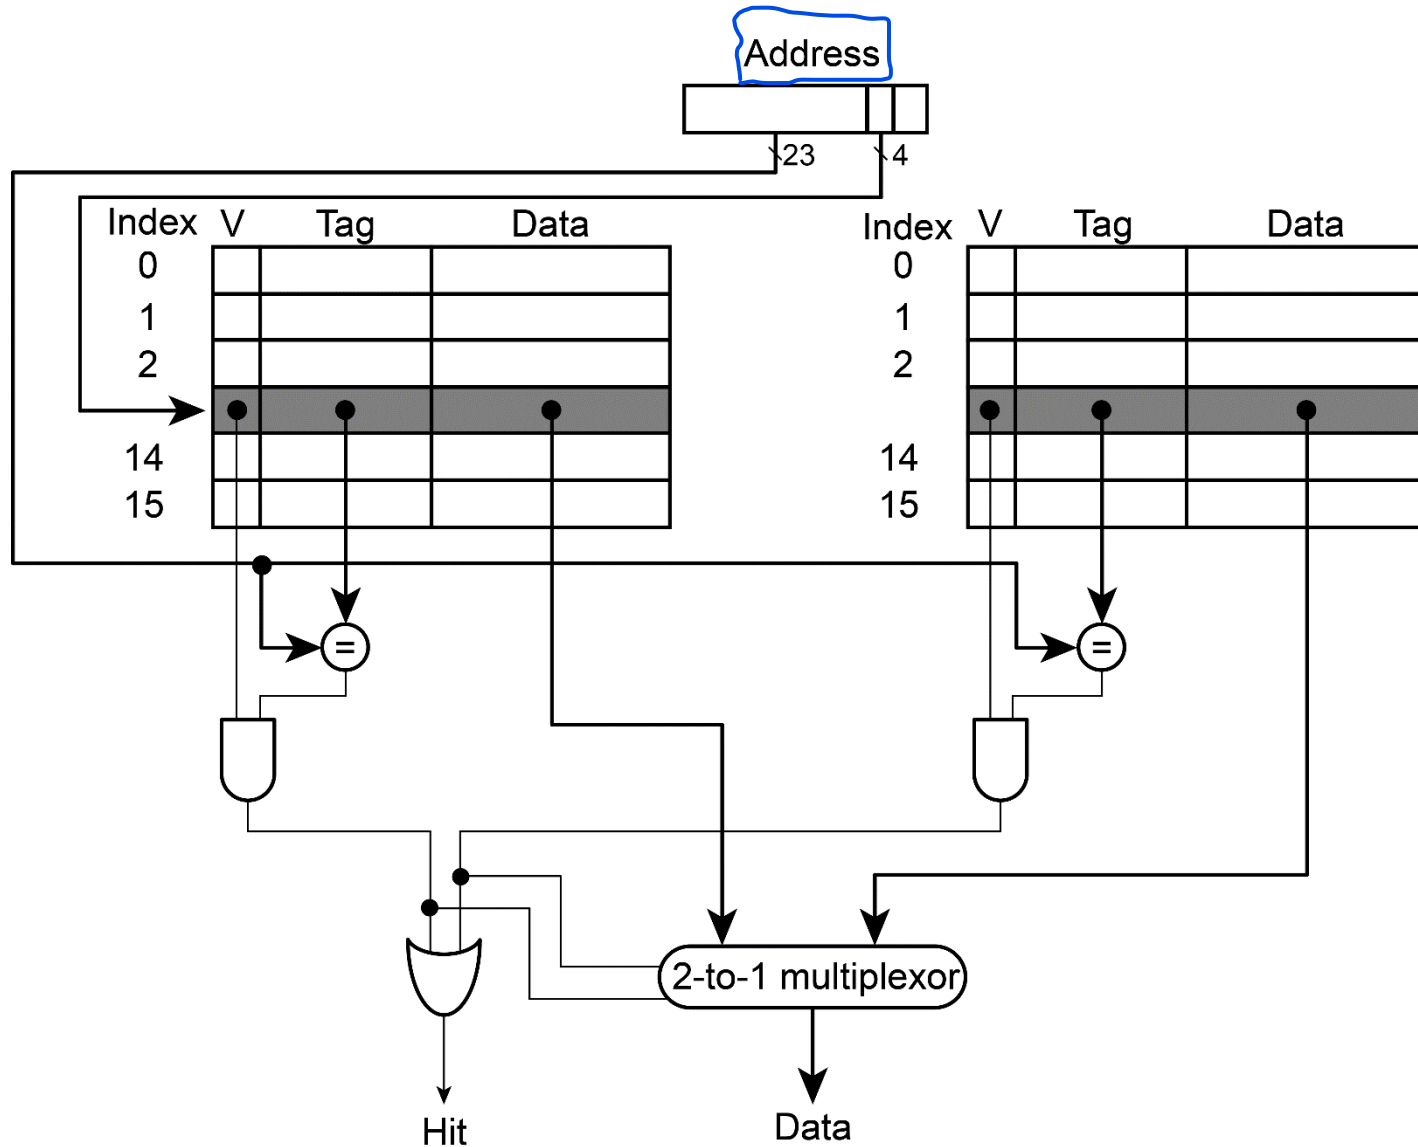 Address
23 4
Index V Tag Data
0
1
2
14
15
Index V Tag Data
0
1
2
14
15
=
=
2-to-1 multiplexor
Hit
Data